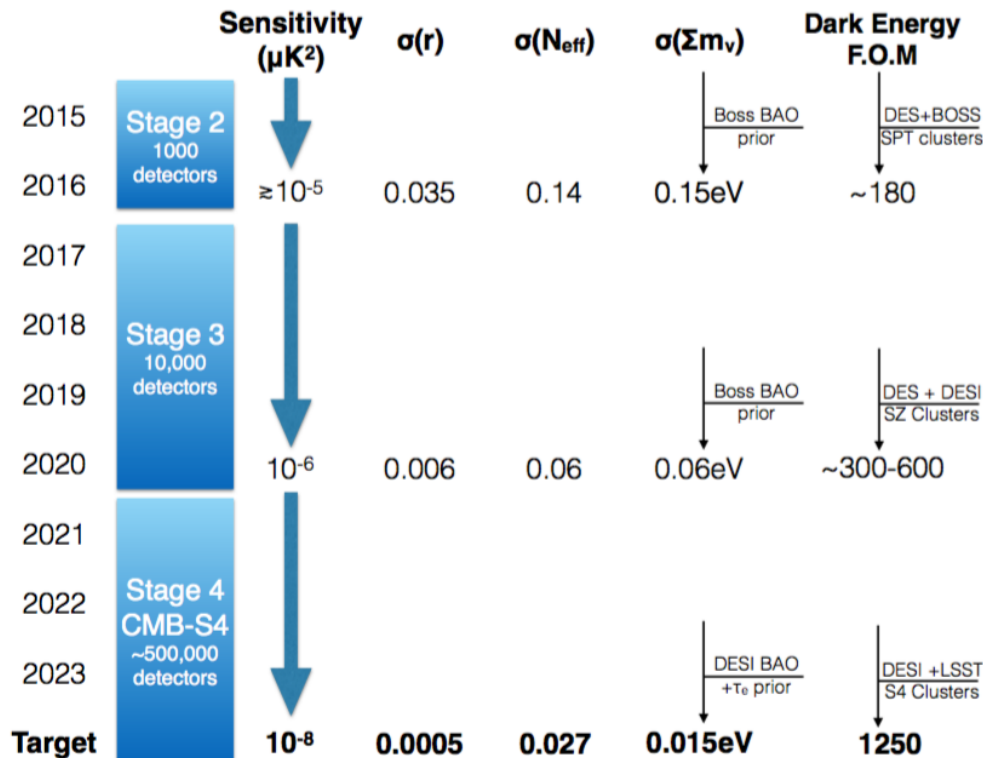 Sensitivity (µK²) σ(r) σ(Neff) σ(Σmν) Dark Energy F.O.M
2015
Stage 2
1000
detectors
Boss BAO
prior
DES+BOSS
SPT clusters
2016 ≳10⁻⁵ 0.035 0.14 0.15eV ~180
2017
2018
Stage 3
10,000
detectors
2019
Boss BAO
prior
DES + DESI
SZ Clusters
2020 10⁻⁶ 0.006 0.06 0.06eV ~300-600
2021
2022
Stage 4
CMB-S4
~500,000
detectors
2023
DESI BAO
+τe prior
DESI +LSST
S4 Clusters
Target 10⁻⁸ 0.0005 0.027 0.015eV 1250